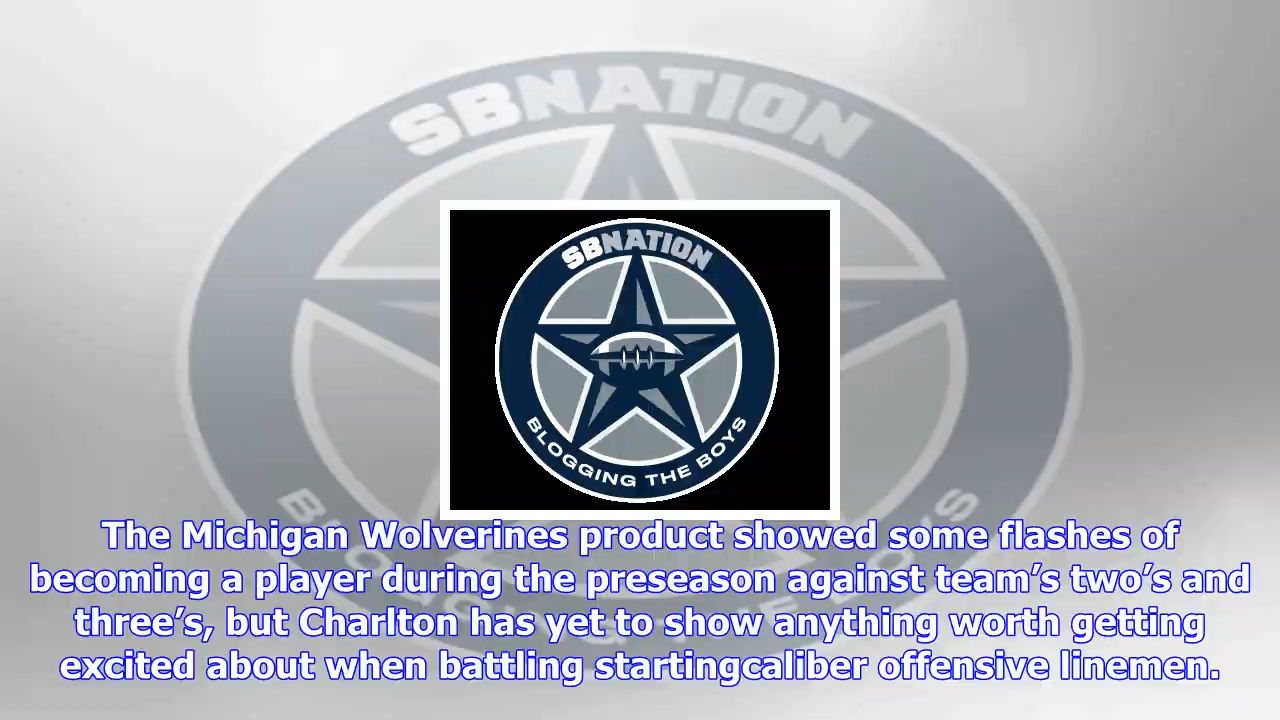 SBNATION
SBNATION
BLOGGING THE BOYS
The Michigan Wolverines product showed some flashes of
becoming a player during the preseason against team’s two’s and
three’s, but Charlton has yet to show anything worth getting
excited about when battling startingcaliber offensive linemen.